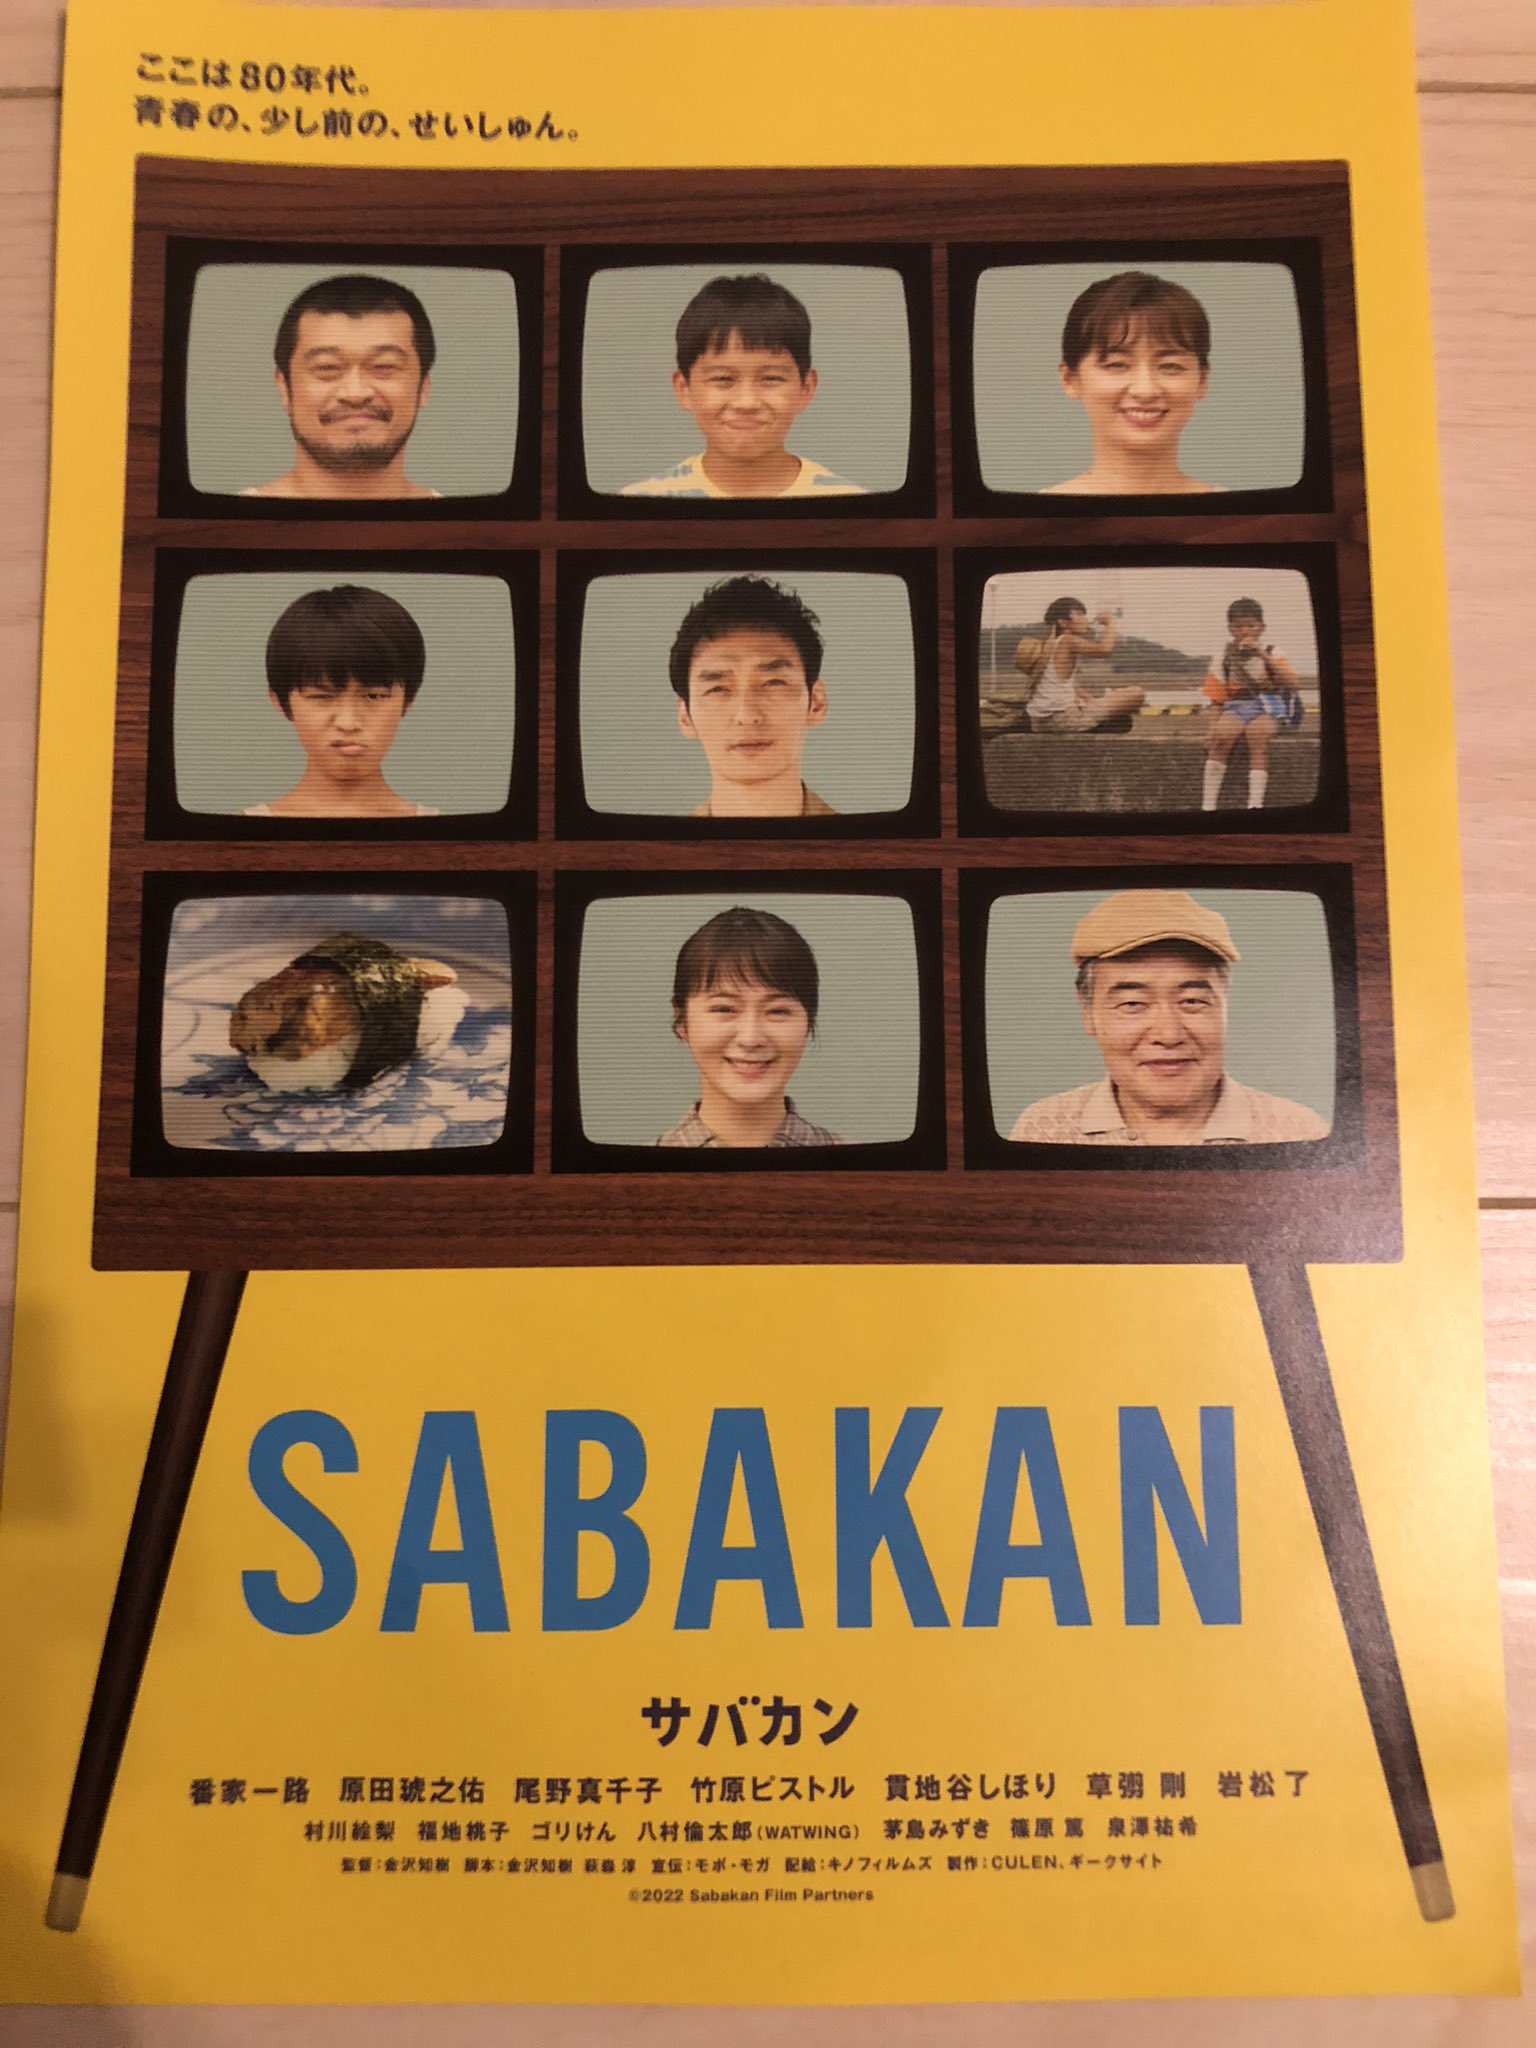 ここは80年代。
青春の、少し前の、せいしゅん。
SABAKAN
サバカン
番家一路 原田琥之佑 尾野真千子 竹原ピストル 貫地谷しほり 草彅 剛 岩松 了
村川絵梨 福地桃子 ゴリけん 八村倫太郎(WATWING) 茅島みずき 篠原 篤 泉澤祐希
監督:金沢知樹 脚本:金沢知樹 萩森 淳 宣伝:モボ・モガ 配給:キノフィルムズ 製作:CULEN、ギークサイト
©2022 Sabakan Film Partners